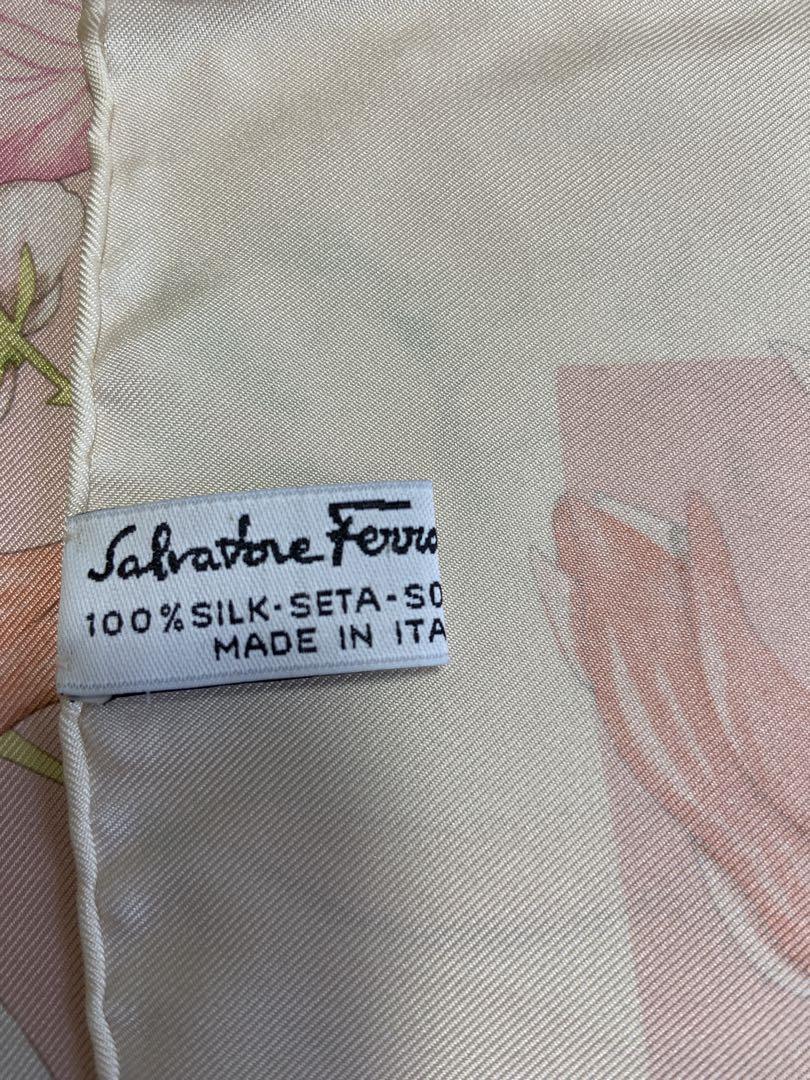 Salvatore Ferra
100% SILK-SETA-SO
MADE IN ITA